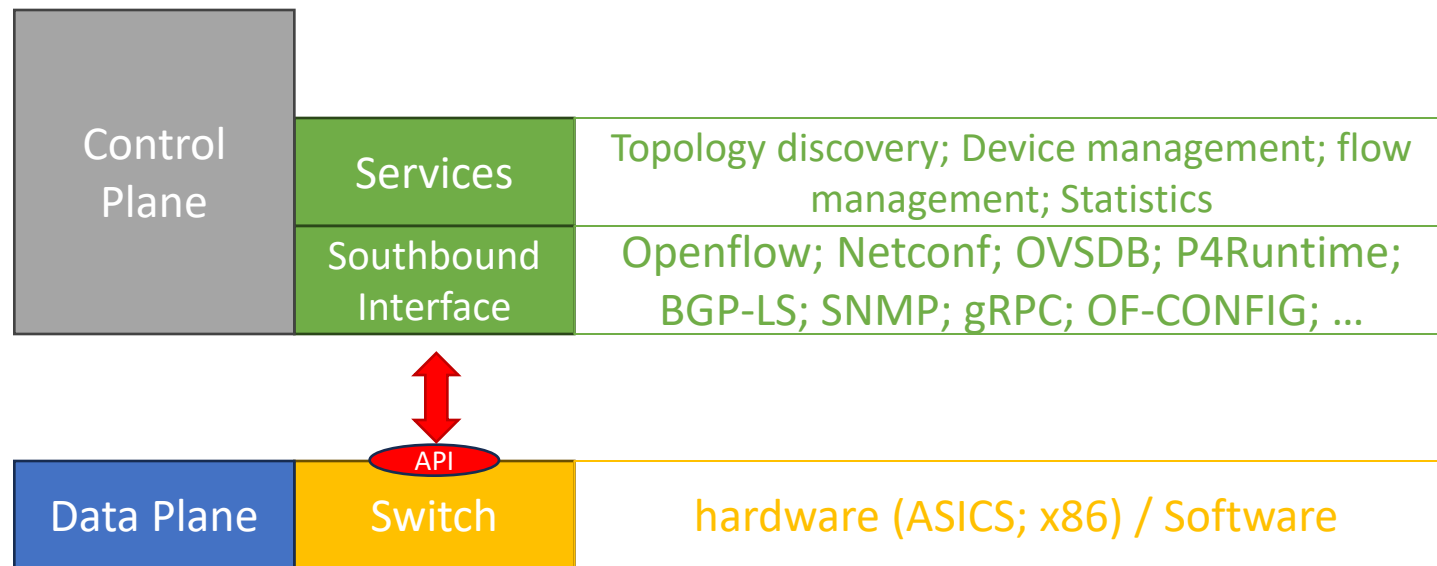 Control
Plane
Services
Topology discovery; Device management; flow
management; Statistics
Southbound
Interface
Openflow; Netconf; OVSDB; P4Runtime;
BGP-LS; SNMP; gRPC; OF-CONFIG; ...
API
Data Plane
Switch
hardware (ASICS; x86) / Software